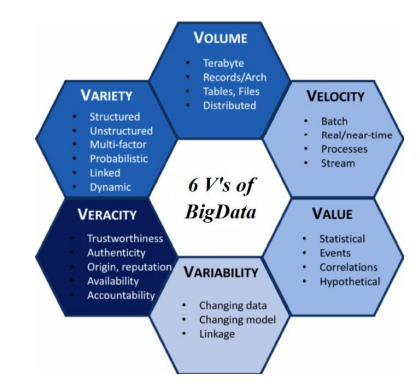 VOLUME
Terabyte
Records/Arch
Tables, Files
Distributed
VARIETY
Structured
Unstructured
Multi-factor
Probabilistic
Linked
Dynamic
VELOCITY
Batch
Real/near-time
Processes
Stream
6 V's of
BigData
VERACITY
Trustworthiness
Authenticity
Origin, reputation
Availability
Accountability
VALUE
Statistical
Events
Correlations
Hypothetical
VARIABILITY
Changing data
Changing model
Linkage